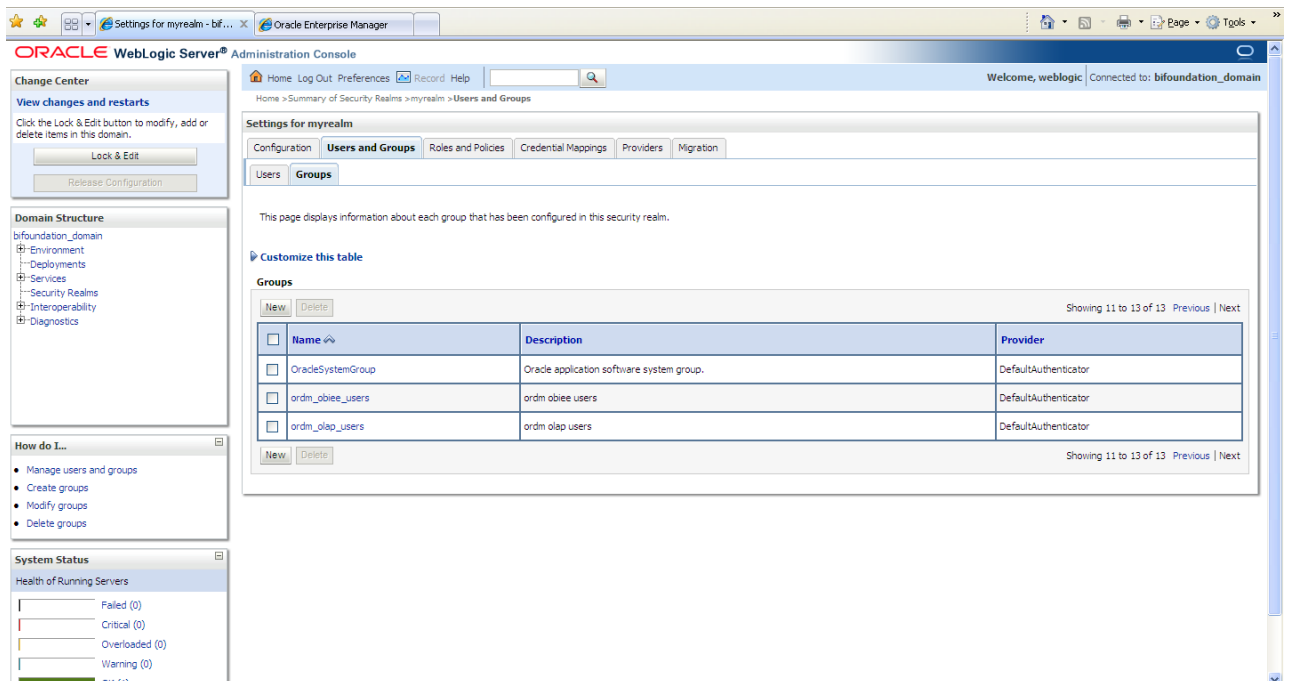 Settings for myrealm - bif... X
Oracle Enterprise Manager
Page
Tools
»
ORACLE WebLogic Server® Administration Console
Change Center
View changes and restarts
Click the Lock & Edit button to modify, add or
delete items in this domain.
Lock & Edit
Release Configuration
Domain Structure
bifoundation_domain
Environment
Deployments
Services
Security Realms
Interoperability
Diagnostics
How do I...
Manage users and groups
Create groups
Modify groups
Delete groups
System Status
Health of Running Servers
Failed (0)
Critical (0)
Overloaded (0)
Warning (0)
Home Log Out Preferences Record Help
Welcome, weblogic Connected to: bifoundation_domain
Home >Summary of Security Realms >myrealm >Users and Groups
Settings for myrealm
Configuration Users and Groups Roles and Policies Credential Mappings Providers Migration
Users Groups
This page displays information about each group that has been configured in this security realm.
Customize this table
Groups
New Delete Showing 11 to 13 of 13 Previous | Next
Name Description Provider
OracleSystemGroup Oracle application software system group. DefaultAuthenticator
ordm_obiee_users ordm obiee users DefaultAuthenticator
ordm_olap_users ordm olap users DefaultAuthenticator
New Delete Showing 11 to 13 of 13 Previous | Next